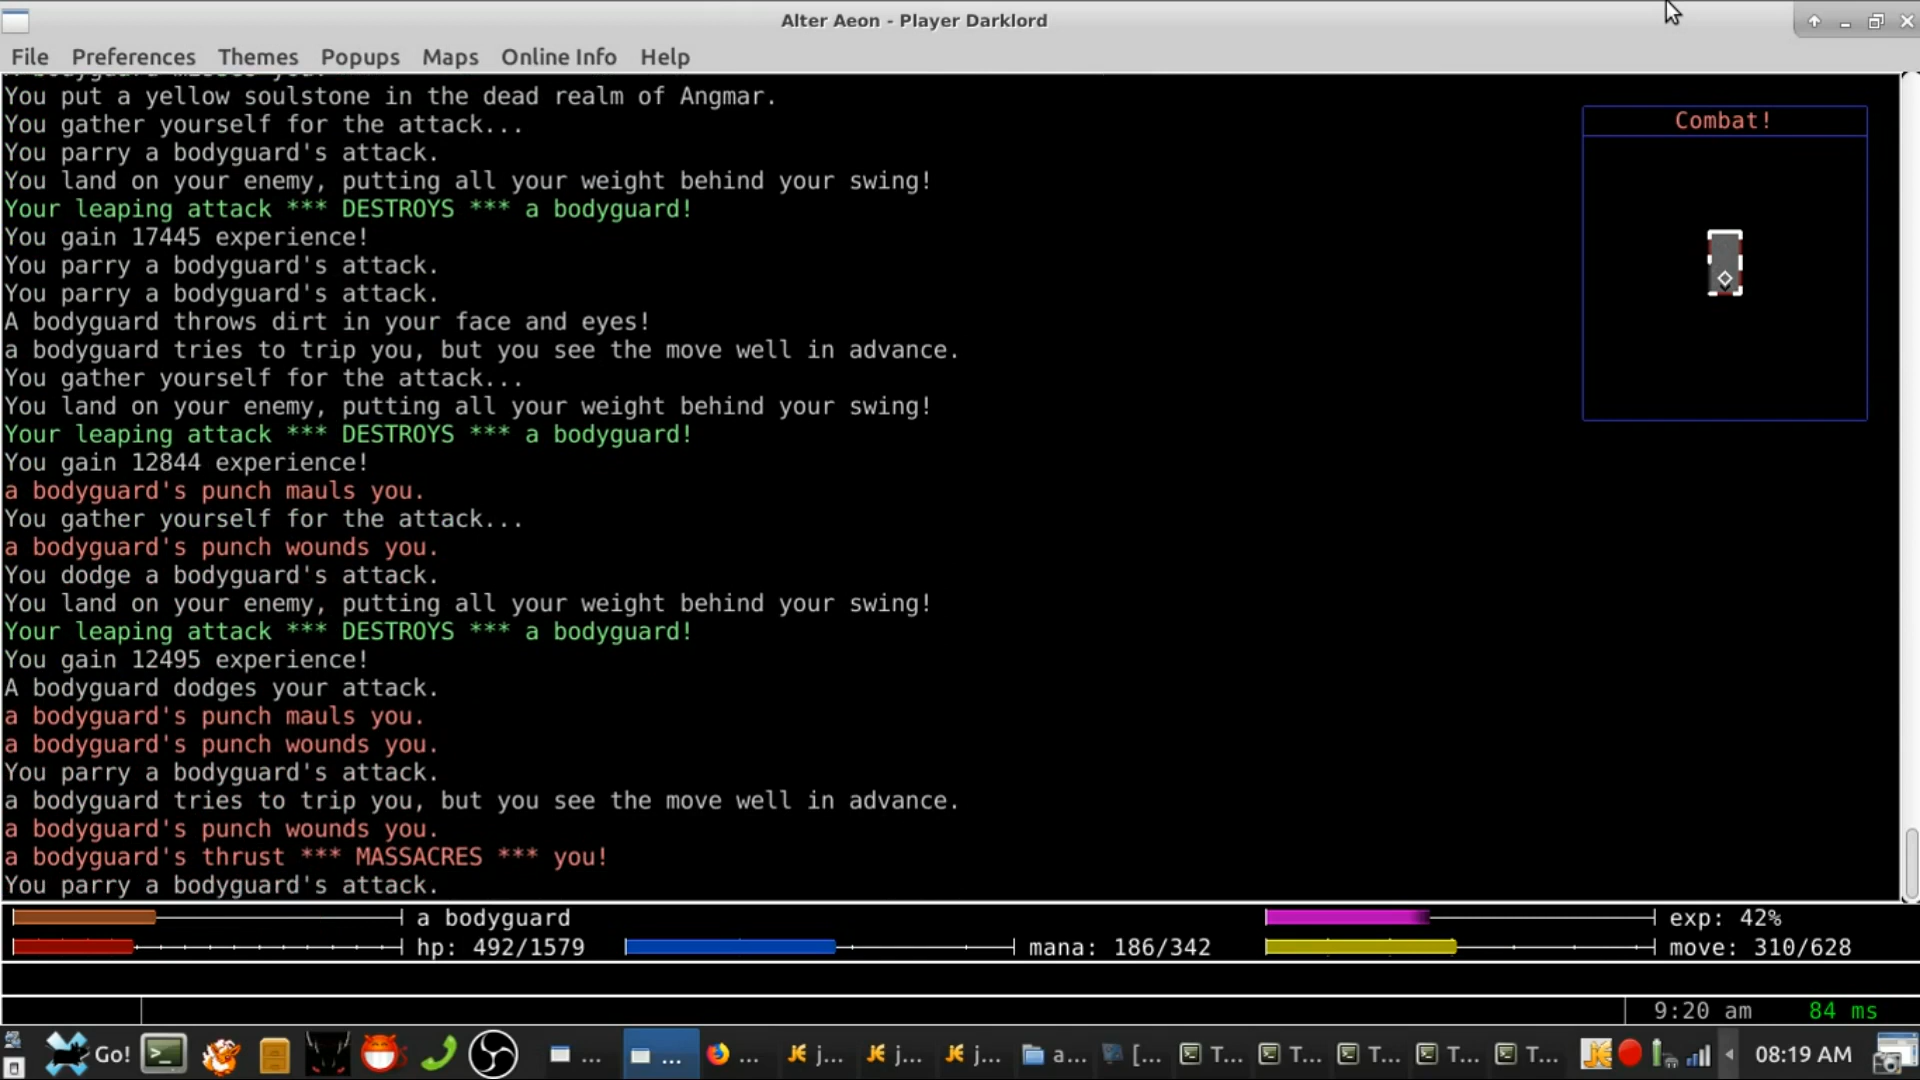 Alter Aeon - Player Darklord
File Preferences Themes Popups Maps Online Info Help
You put a yellow soulstone in the dead realm of Angmar.
You gather yourself for the attack...
You parry a bodyguard's attack.
You land on your enemy, putting all your weight behind your swing!
Your leaping attack *** DESTROYS *** a bodyguard!
You gain 17445 experience!
You parry a bodyguard's attack.
You parry a bodyguard's attack.
A bodyguard throws dirt in your face and eyes!
a bodyguard tries to trip you, but you see the move well in advance.
You gather yourself for the attack...
You land on your enemy, putting all your weight behind your swing!
Your leaping attack *** DESTROYS *** a bodyguard!
You gain 12844 experience!
a bodyguard's punch mauls you.
You gather yourself for the attack...
a bodyguard's punch wounds you.
You dodge a bodyguard's attack.
You land on your enemy, putting all your weight behind your swing!
Your leaping attack *** DESTROYS *** a bodyguard!
You gain 12495 experience!
A bodyguard dodges your attack.
a bodyguard's punch mauls you.
a bodyguard's punch wounds you.
You parry a bodyguard's attack.
a bodyguard tries to trip you, but you see the move well in advance.
a bodyguard's punch wounds you.
a bodyguard's thrust *** MASSACRES *** you!
You parry a bodyguard's attack.
Combat!
a bodyguard exp: 42%
hp: 492/1579 mana: 186/342 move: 310/628
9:20 am 84 ms
Go! ... ... ... j... j... j... a... [... T... T... T... T... T... 08:19 AM